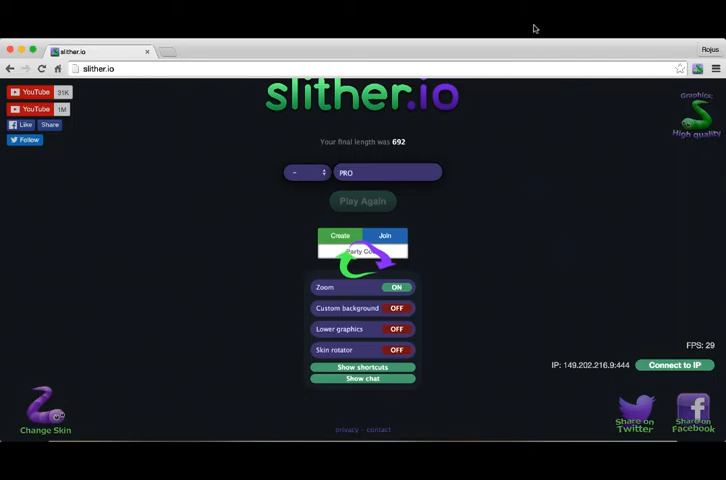 slither.io
Rojus
slither.io
YouTube 31K
YouTube 1M
Like Share
Follow
slither.io
Graphics:
High quality
Your final length was 692
- PRO
Play Again
Create Join
Zoom ON
Custom background OFF
Lower graphics OFF
Skin rotator OFF
Show shortcuts
Show chat
FPS: 29
IP: 149.202.216.9:444 Connect to IP
Change Skin
Share on
Twitter
Share on
Facebook
privacy - contact